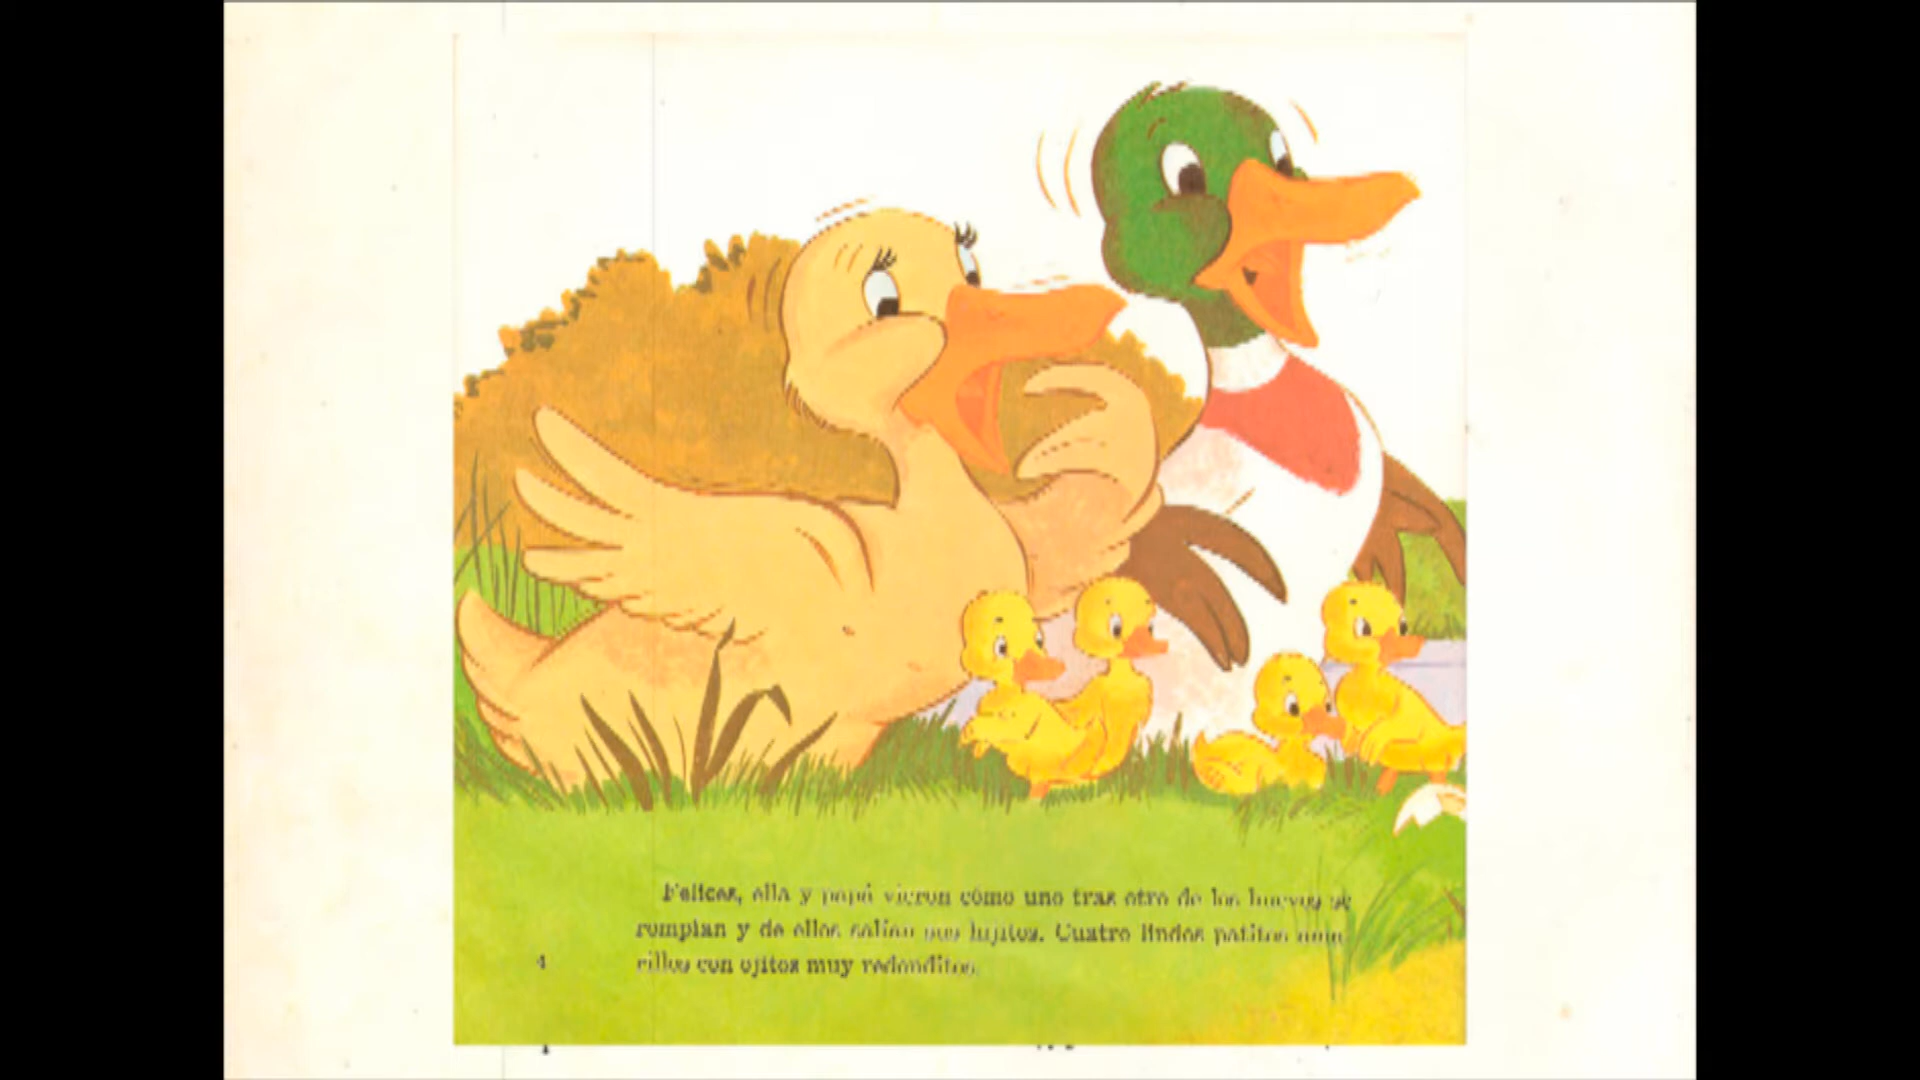 Felices, ella y papá vieron cómo uno tras otro de los huevos se
rompían y de ellos salían sus hijitos. Cuatro lindos patitos ama-
rillos con ojitos muy redonditos.
4